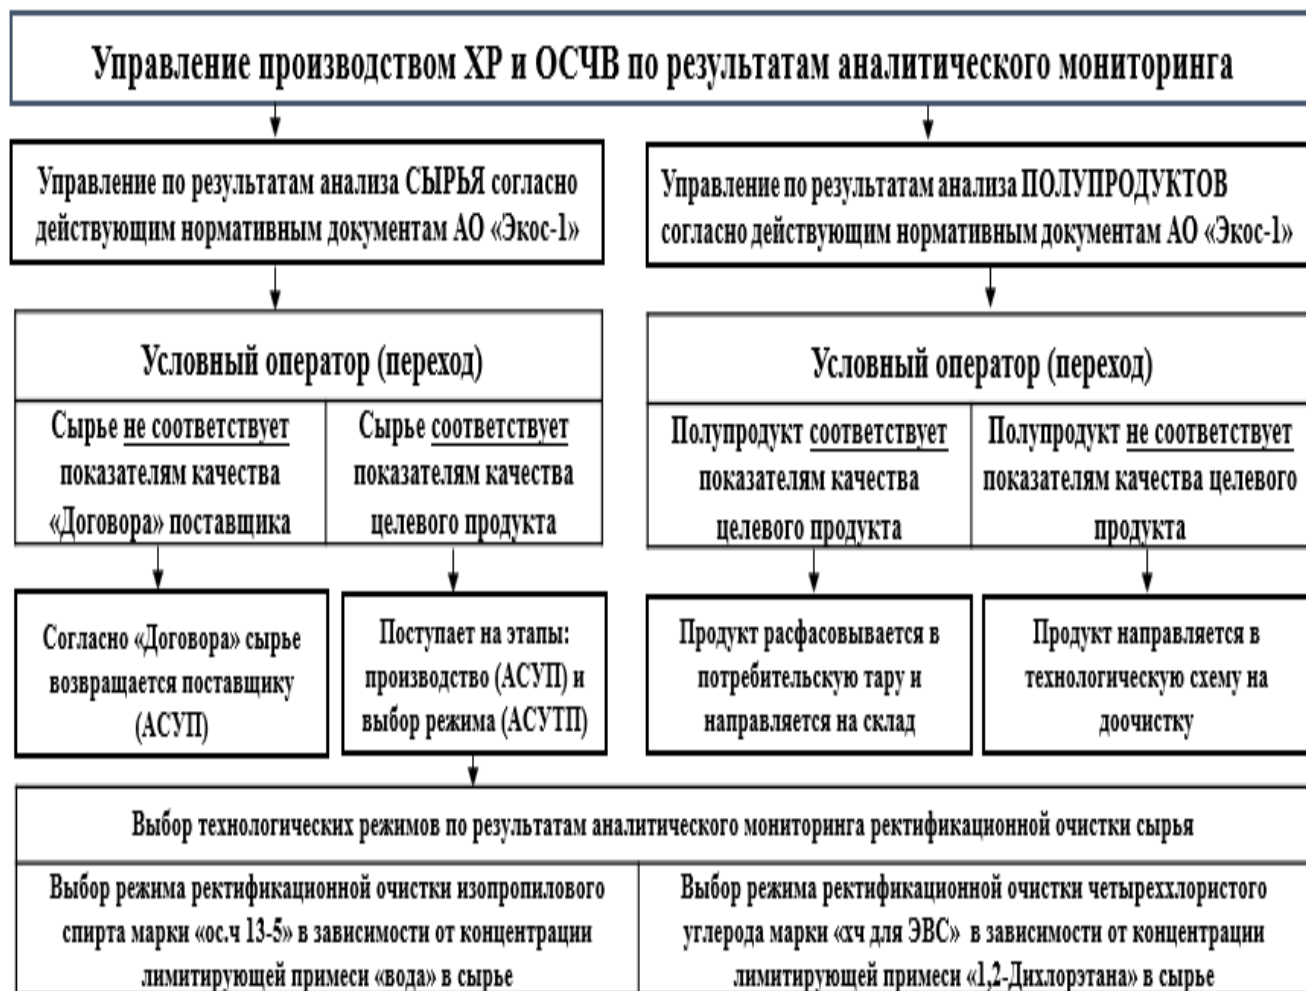 Управление производством ХР и ОСЧВ по результатам аналитического мониторинга
Управление по результатам анализа СЫРЬЯ согласно
действующим нормативным документам АО «Экос-1»
Управление по результатам анализа ПОЛУПРОДУКТОВ
согласно действующим нормативным документам АО «Экос-1»
Условный оператор (переход)
Сырье не соответствует
показателям качества
«Договора» поставщика
Сырье соответствует
показателям качества
целевого продукта
Условный оператор (переход)
Полупродукт соответствует
показателям качества
целевого продукта
Полупродукт не соответствует
показателям качества целевого
продукта
Согласно «Договора» сырье
возвращается поставщику
(АСУП)
Поступает на этапы:
производство (АСУП) и
выбор режима (АСУТП)
Продукт расфасовывается в
потребительскую тару и
направляется на склад
Продукт направляется в
технологическую схему на
доочистку
Выбор технологических режимов по результатам аналитического мониторинга ректификационной очистки сырья
Выбор режима ректификационной очистки изопропилового
спирта марки «ос.ч 13-5» в зависимости от концентрации
лимитирующей примеси «вода» в сырье
Выбор режима ректификационной очистки четыреххлористого
углерода марки «хч для ЭВС» в зависимости от концентрации
лимитирующей примеси «1,2-Дихлорэтана» в сырье